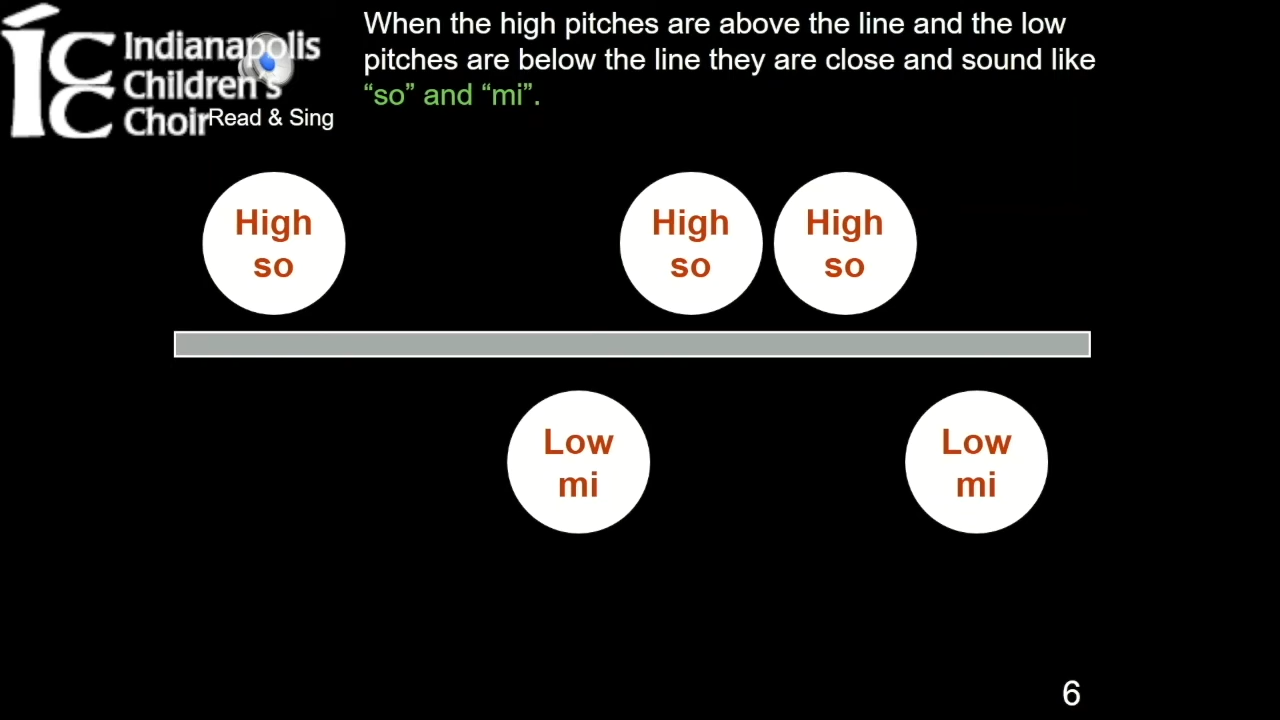 ICC
Indianapolis
Children's
Choir
Read & Sing
When the high pitches are above the line and the low
pitches are below the line they are close and sound like
“so” and “mi”.
High
so
High
so
High
so
Low
mi
Low
mi
6